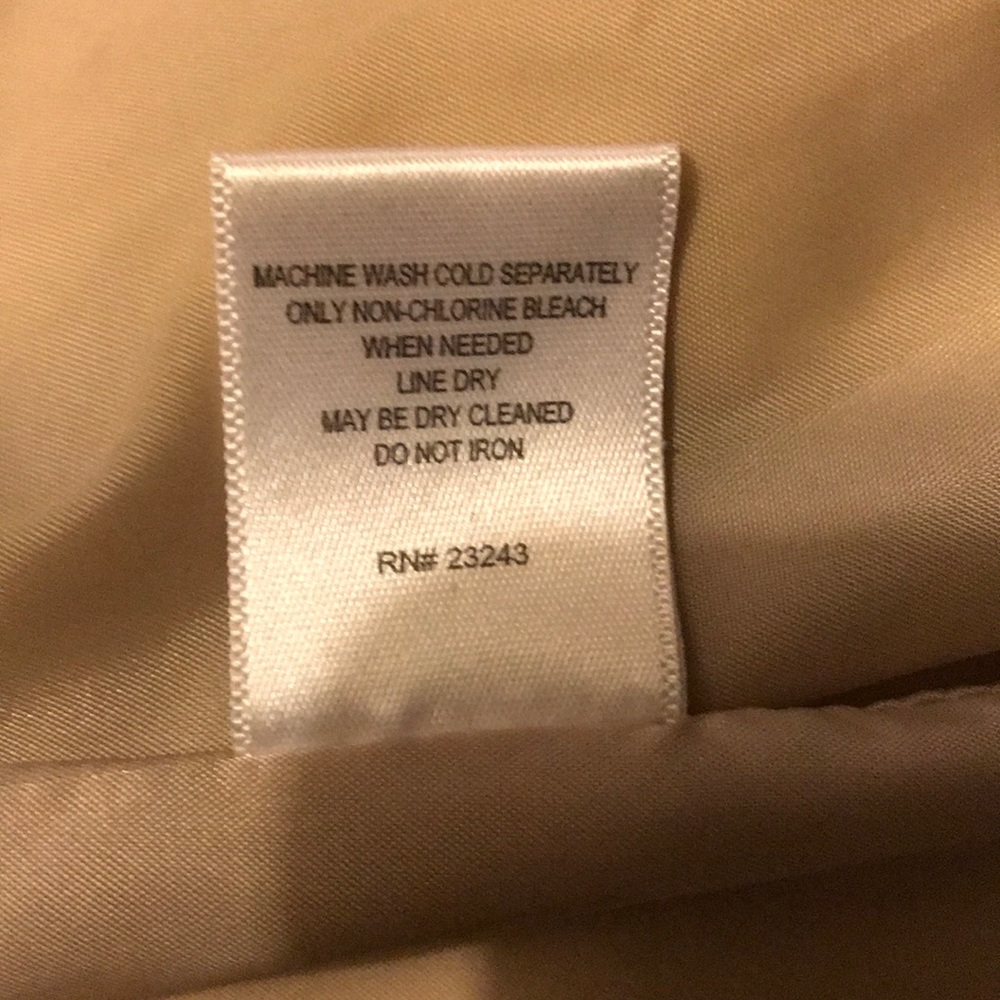 MACHINE WASH COLD SEPARATELY
ONLY NON-CHLORINE BLEACH
WHEN NEEDED
LINE DRY
MAY BE DRY CLEANED
DO NOT IRON
RN# 23243